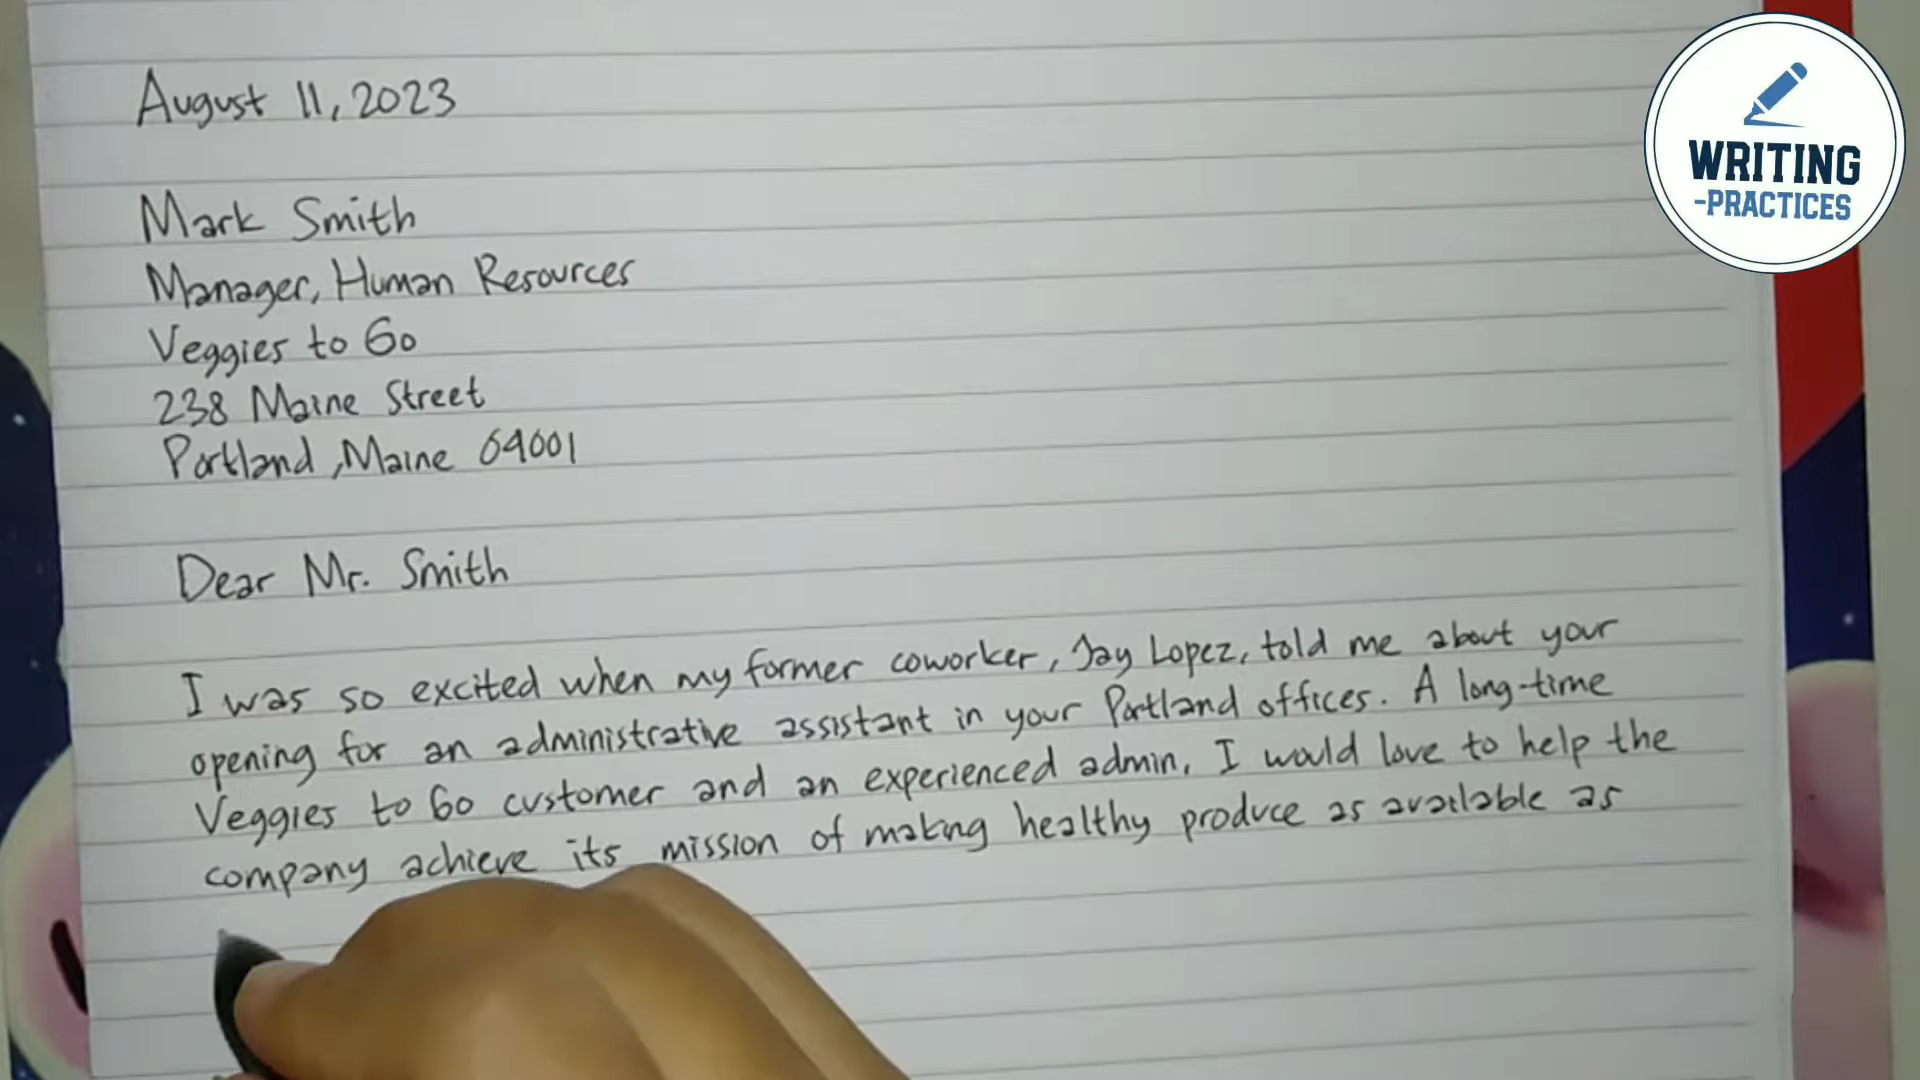 August 11, 2023
WRITING
-PRACTICES
Mark Smith
Manager, Human Resources
Veggies to Go
238 Maine Street
Portland, Maine 04001
Dear Mr. Smith
I was so excited when my former coworker, Jay Lopez, told me about your
opening for an administrative assistant in your Portland offices. A long-time
Veggies to Go customer and an experienced admin, I would love to help the
company achieve its mission of making healthy produce as available as